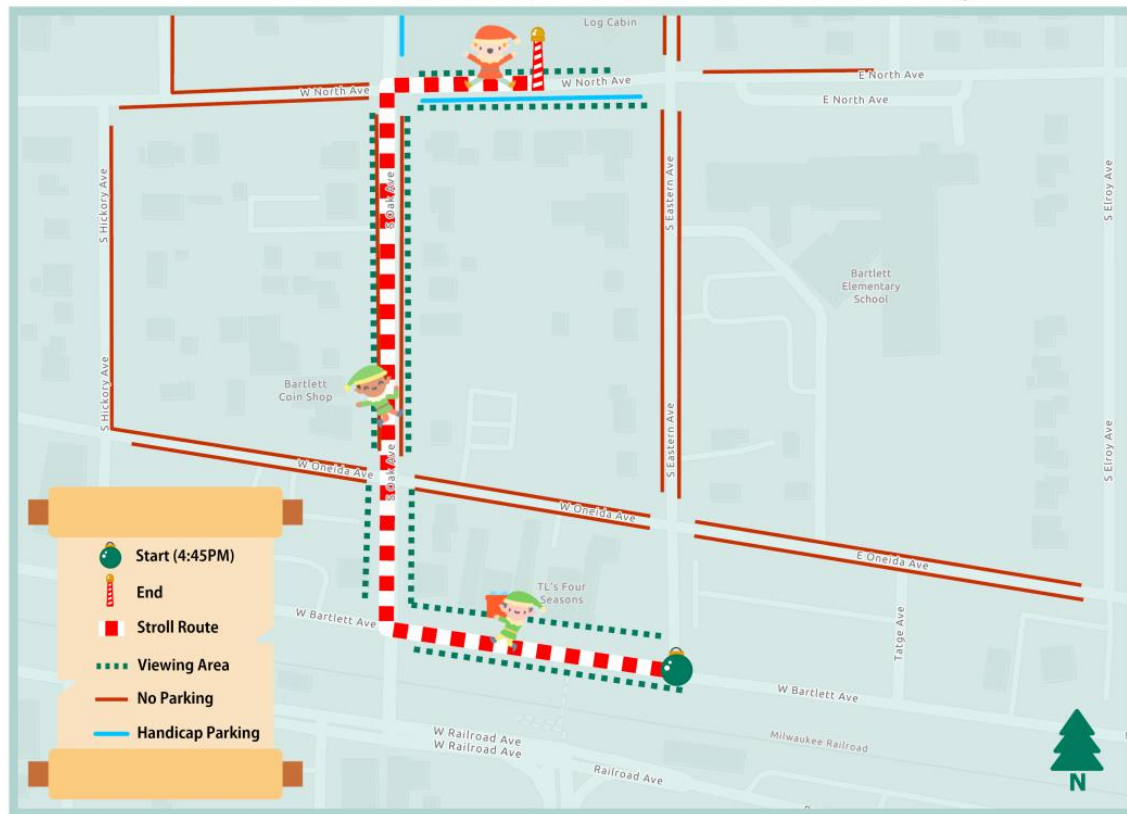 Log Cabin
W North Ave
W North Ave
E North Ave
E North Ave
S Hickory Ave
S Oak Ave
S Eastern Ave
S Elroy Ave
Bartlett
Elementary
School
Bartlett
Coin Shop
S Hickory Ave
S Oak Ave
S Eastern Ave
S Elroy Ave
W Oneida Ave
W Oneida Ave
E Oneida Ave
TL's Four
Seasons
W Bartlett Ave
Tatge Ave
W Bartlett Ave
W Railroad Ave
W Railroad Ave
Milwaukee Railroad
Railroad Ave
Start (4:45PM)
End
Stroll Route
Viewing Area
No Parking
Handicap Parking
N